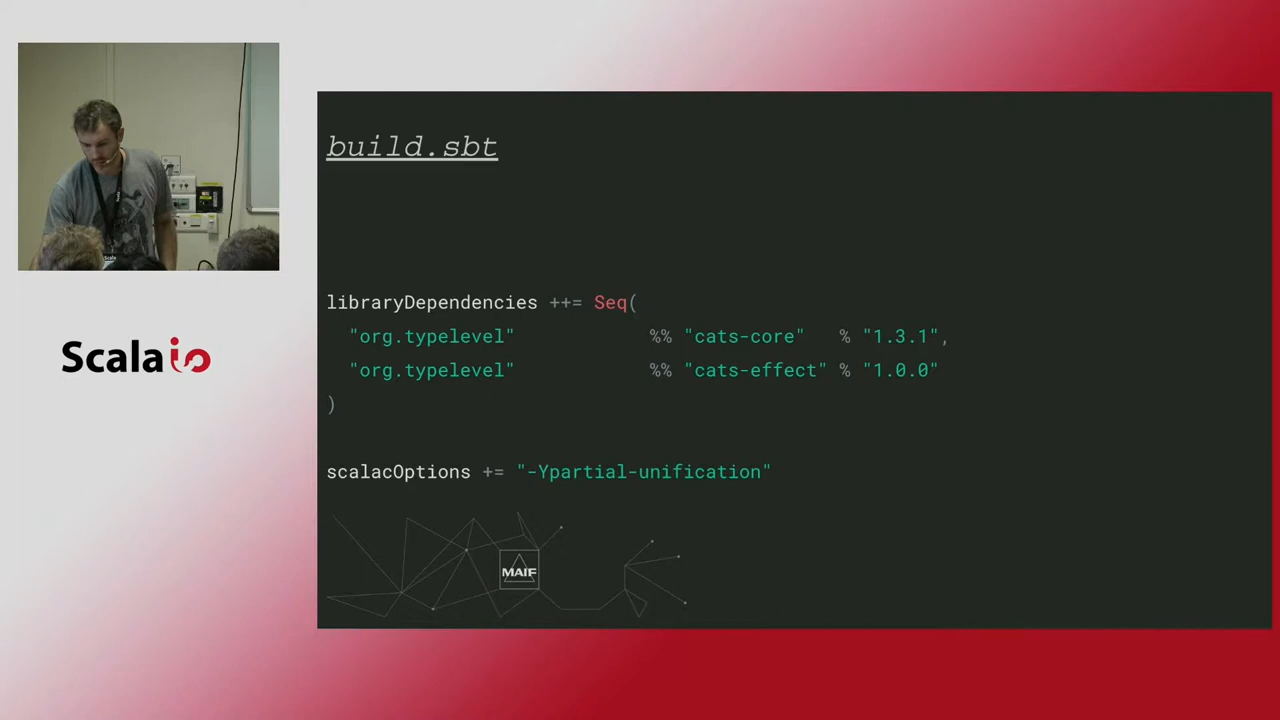 build.sbt
libraryDependencies ++= Seq(
"org.typelevel" %% "cats-core" % "1.3.1",
"org.typelevel" %% "cats-effect" % "1.0.0"
)
scalacOptions += "-Ypartial-unification"
MAIF
Scalaio
Scala